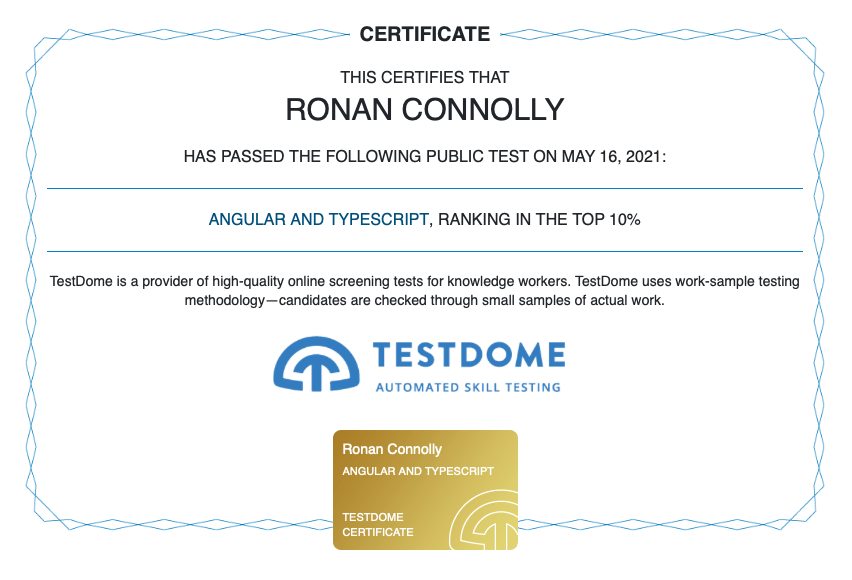 CERTIFICATE
THIS CERTIFIES THAT
RONAN CONNOLLY
HAS PASSED THE FOLLOWING PUBLIC TEST ON MAY 16, 2021:
ANGULAR AND TYPESCRIPT, RANKING IN THE TOP 10%
TestDome is a provider of high-quality online screening tests for knowledge workers. TestDome uses work-sample testing
methodology—candidates are checked through small samples of actual work.
TESTDOME
AUTOMATED SKILL TESTING
Ronan Connolly
ANGULAR AND TYPESCRIPT
TESTDOME
CERTIFICATE